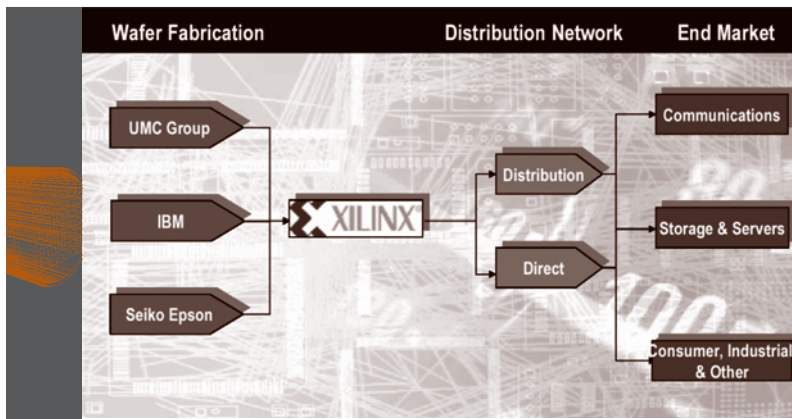 Wafer Fabrication
Distribution Network
End Market
UMC Group
IBM
Seiko Epson
XILINX
Distribution
Direct
Communications
Storage & Servers
Consumer, Industrial
& Other